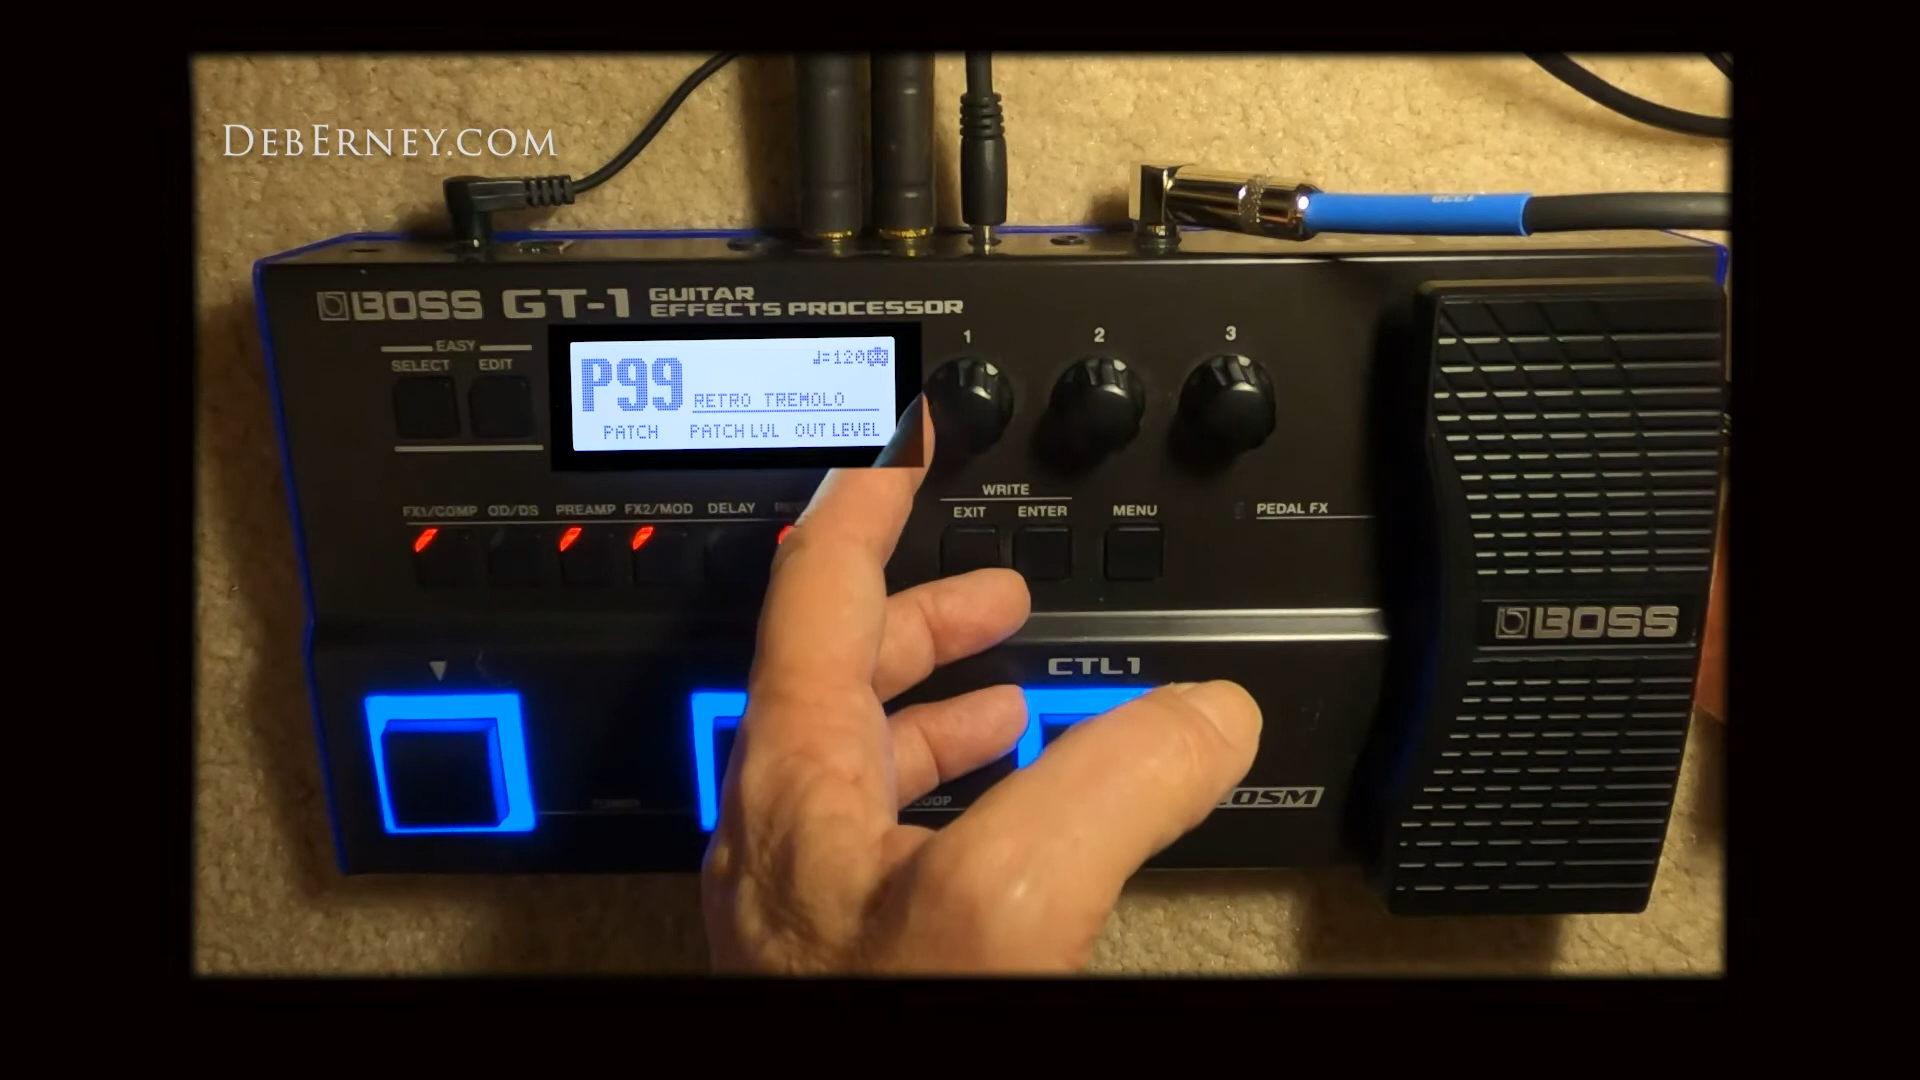 DebErney.com
BOSS GT-1 GUITAR EFFECTS PROCESSOR
EASY
SELECT EDIT
P99
♩=120
RETRO TREMOLO
PATCH PATCH LVL OUT LEVEL
1 2 3
WRITE
EXIT ENTER MENU
PEDAL FX
FX1/COMP OD/DS PREAMP FX2/MOD DELAY
BOSS
CTL1